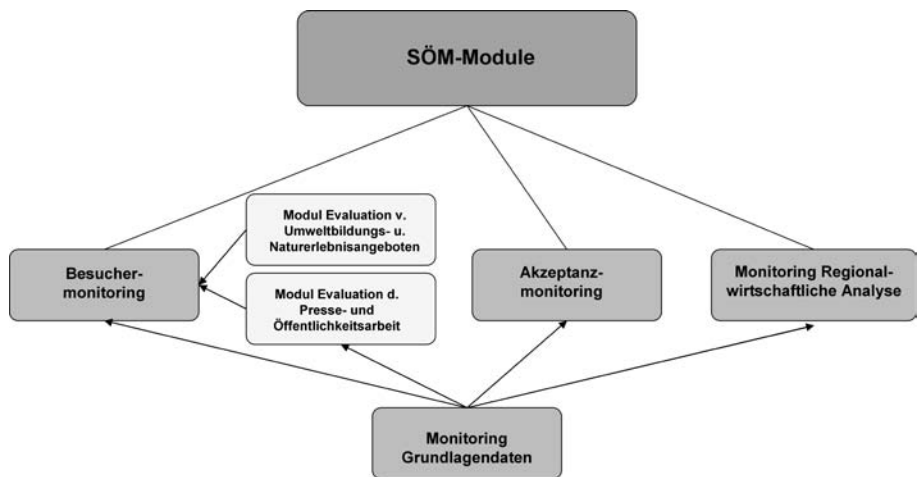 SÖM-Module
Modul Evaluation v.
Umweltbildungs- u.
Naturerlebnisangeboten
Besucher-
monitoring
Modul Evaluation d.
Presse- und
Öffentlichkeitsarbeit
Akzeptanz-
monitoring
Monitoring Regional-
wirtschaftliche Analyse
Monitoring
Grundlagendaten